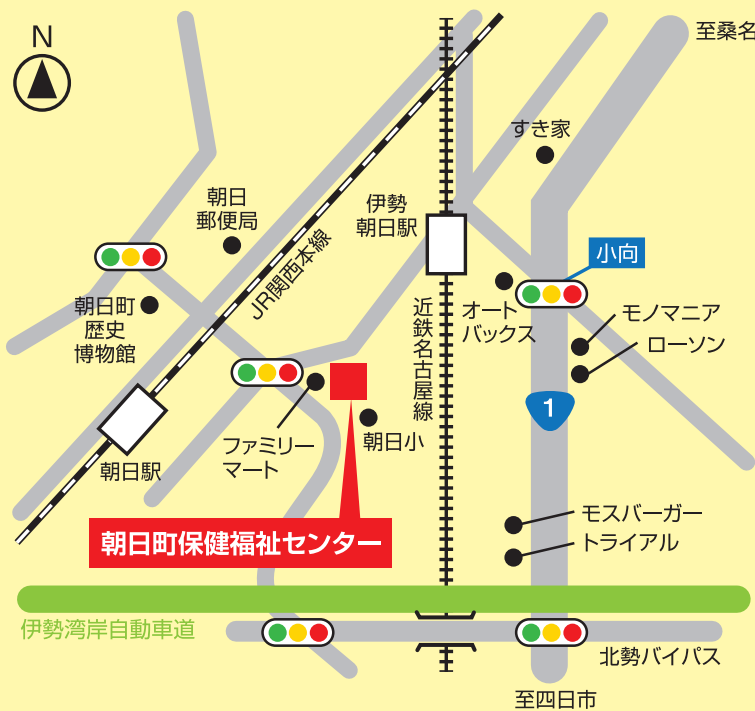 至桑名
N
すき家
朝日
郵便局
伊勢
朝日駅
小向
JR関西本線
朝日町
歴史
博物館
オート
バックス
モノマニア
ローソン
近鉄名古屋線
1
朝日駅
ファミリー
マート
朝日小
モスバーガー
トライアル
朝日町保健福祉センター
伊勢湾岸自動車道
北勢バイパス
至四日市